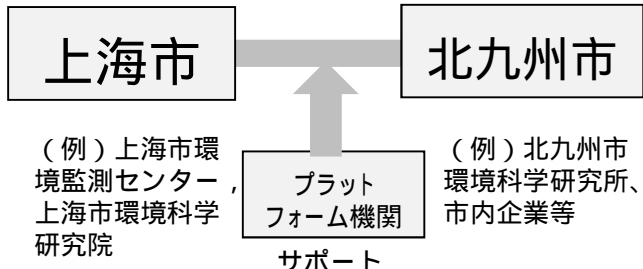 上海市
北九州市
（例）上海市環
境監測センター，
上海市環境科学
研究院
プラット
フォーム機関
サポート
（例）北九州市
環境科学研究所、
市内企業等